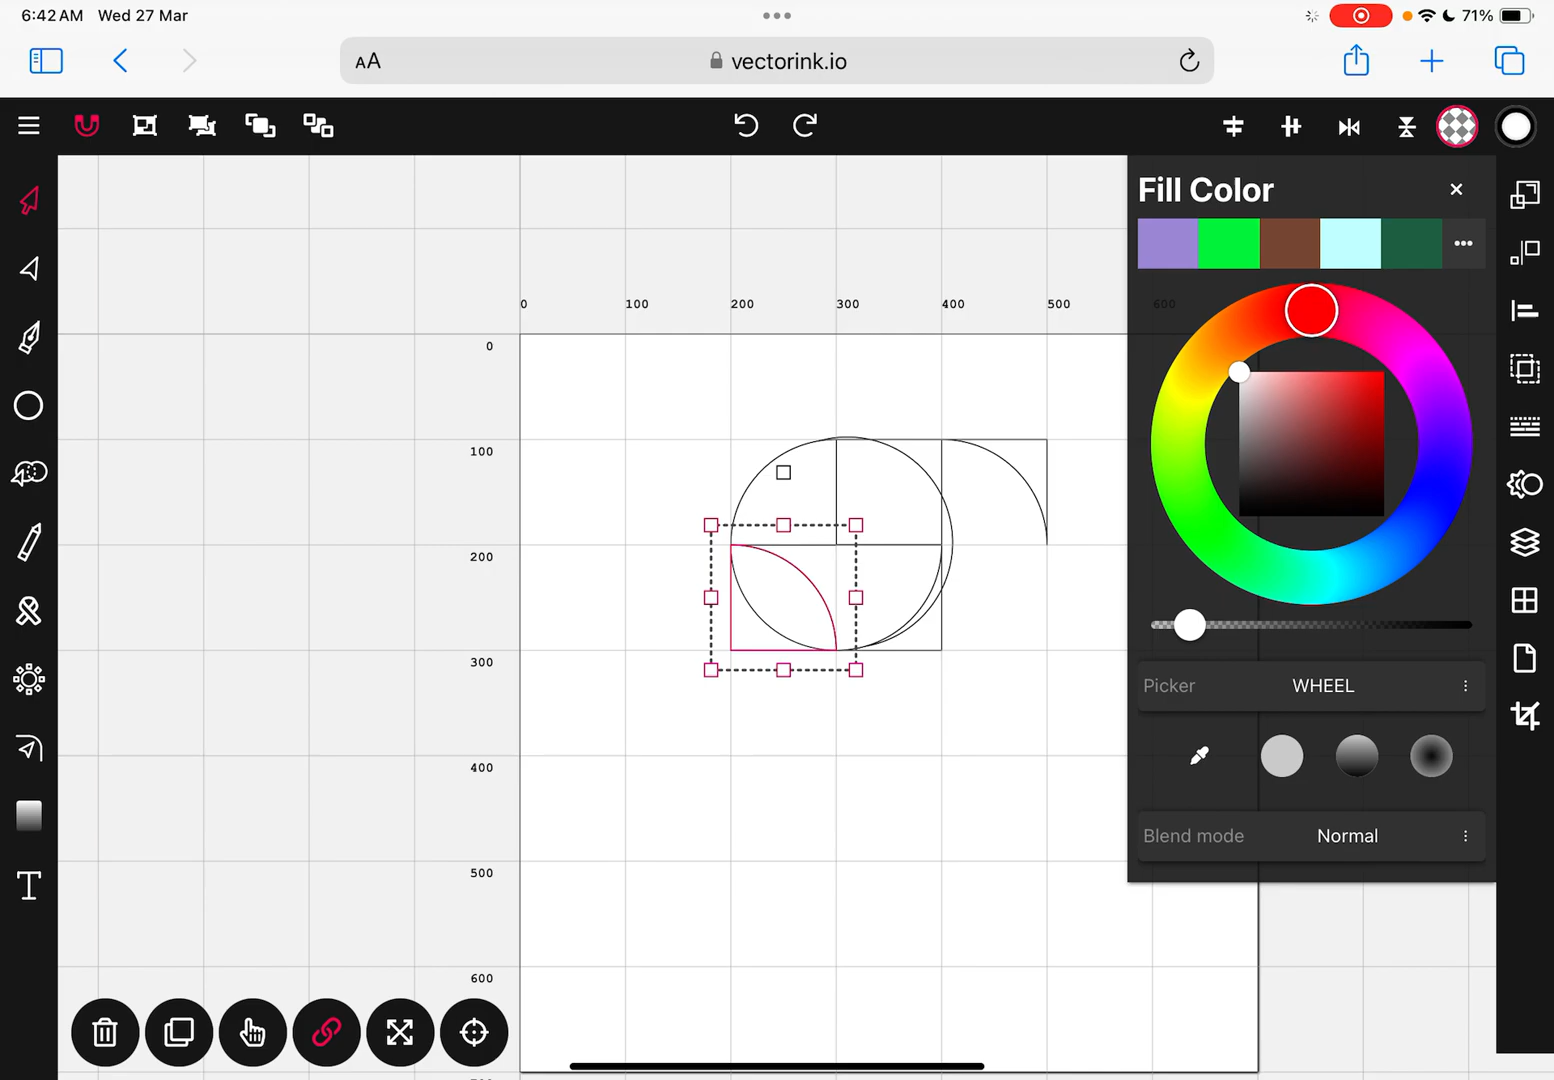 6:42 AM Wed 27 Mar
71%
AA
vectorink.io
Fill Color
0 100 200 300 400 500 600
0
100
200
300
400
500
600
Picker WHEEL
Blend mode Normal
T